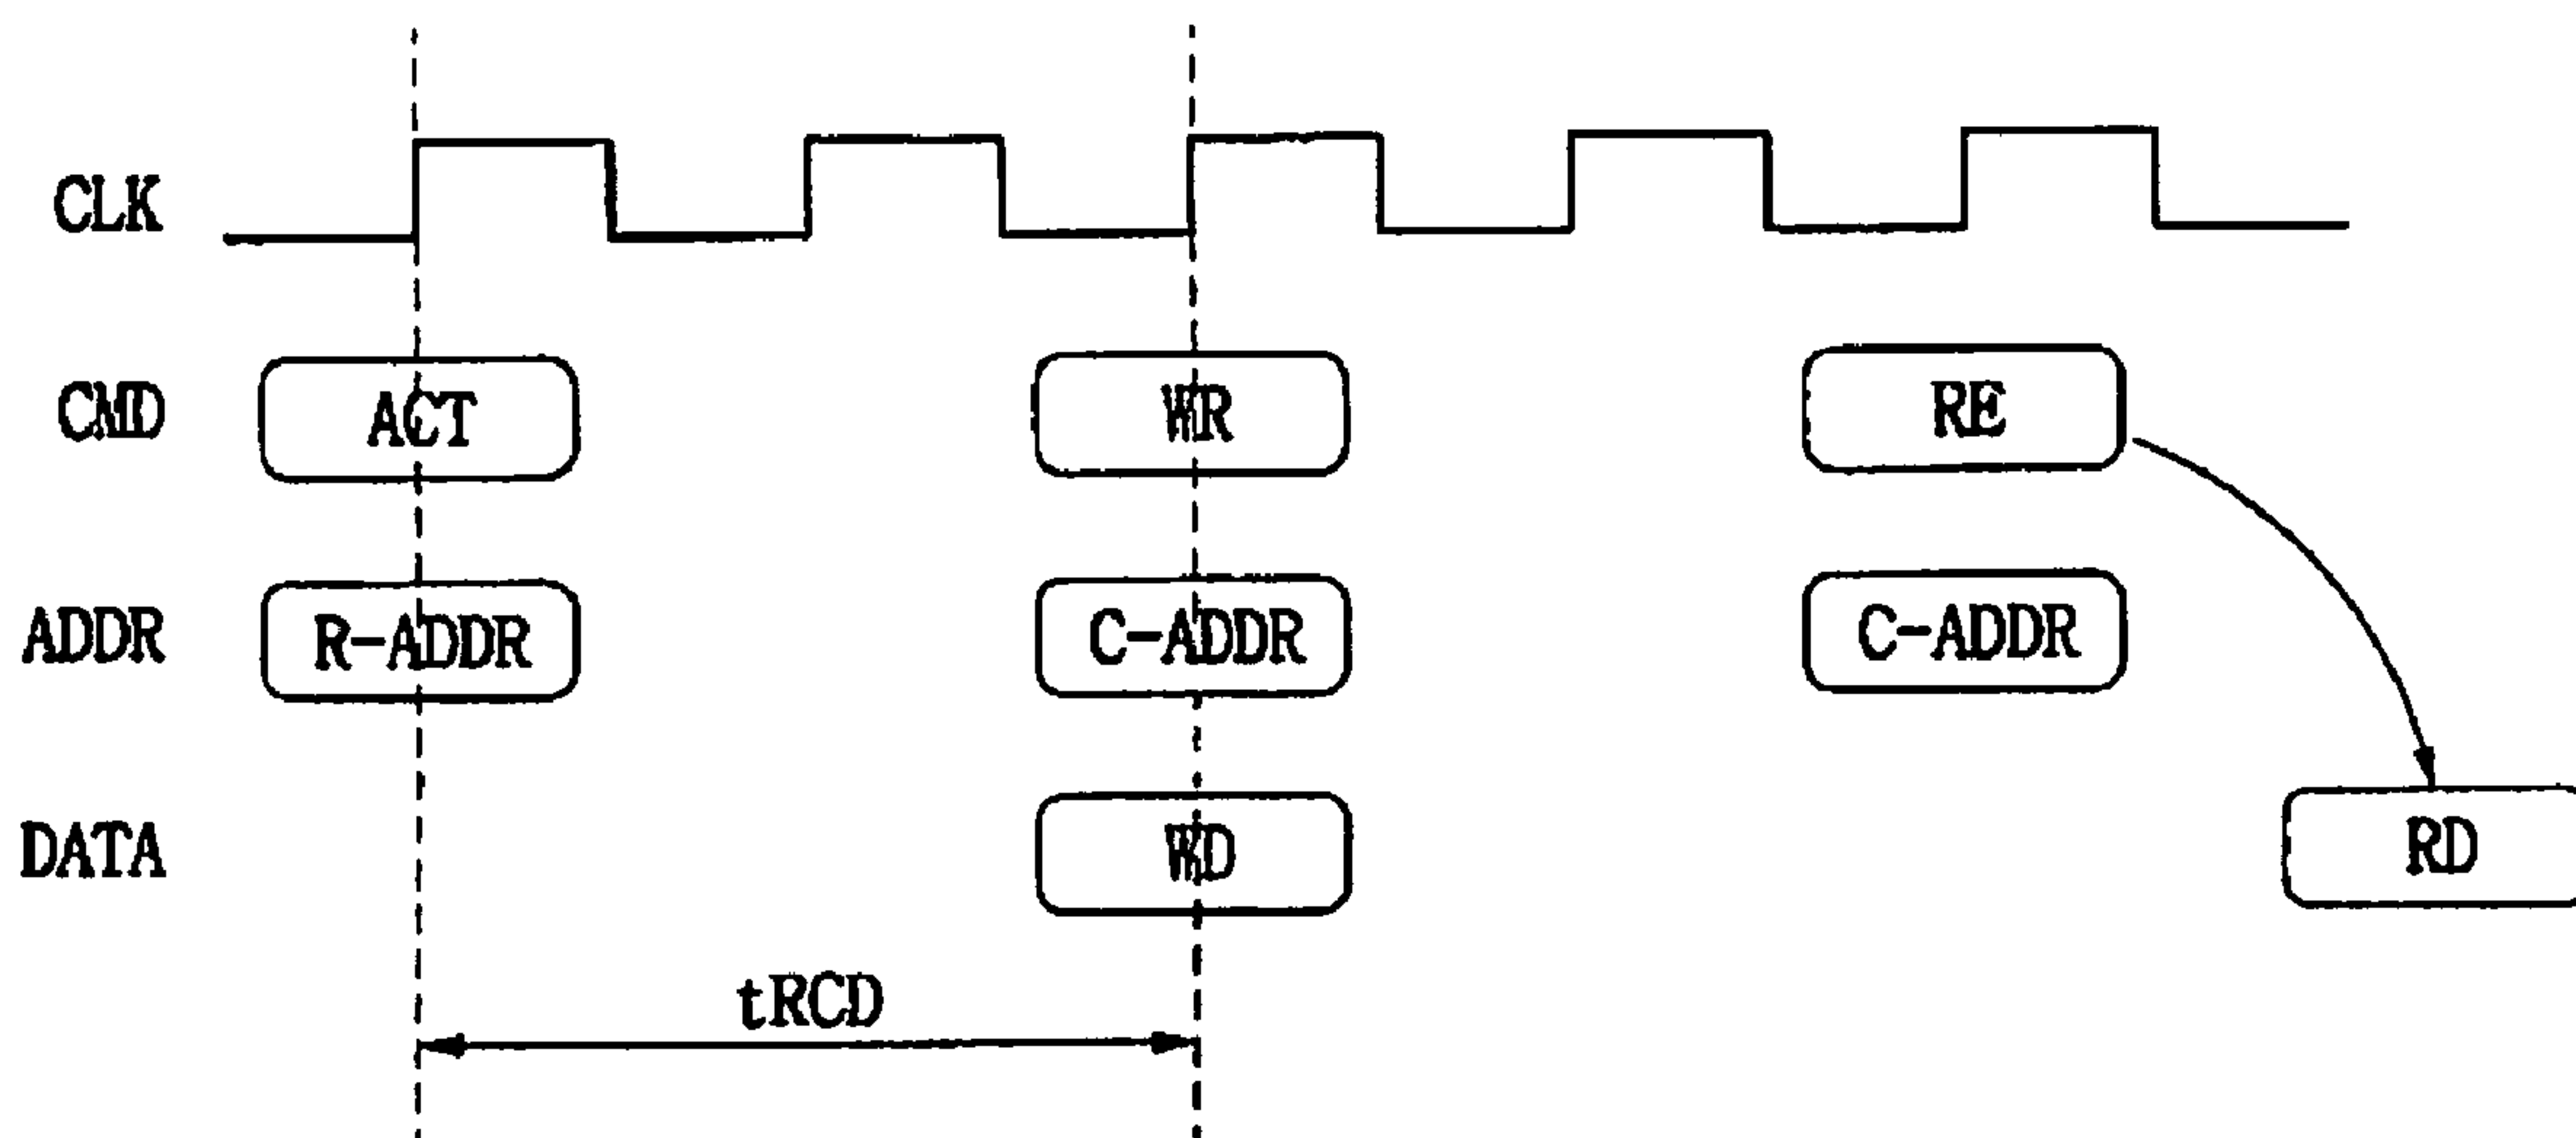 CLK
CMD ACT WR RE
ADDR R-ADDR C-ADDR C-ADDR
DATA WD RD
tRCD